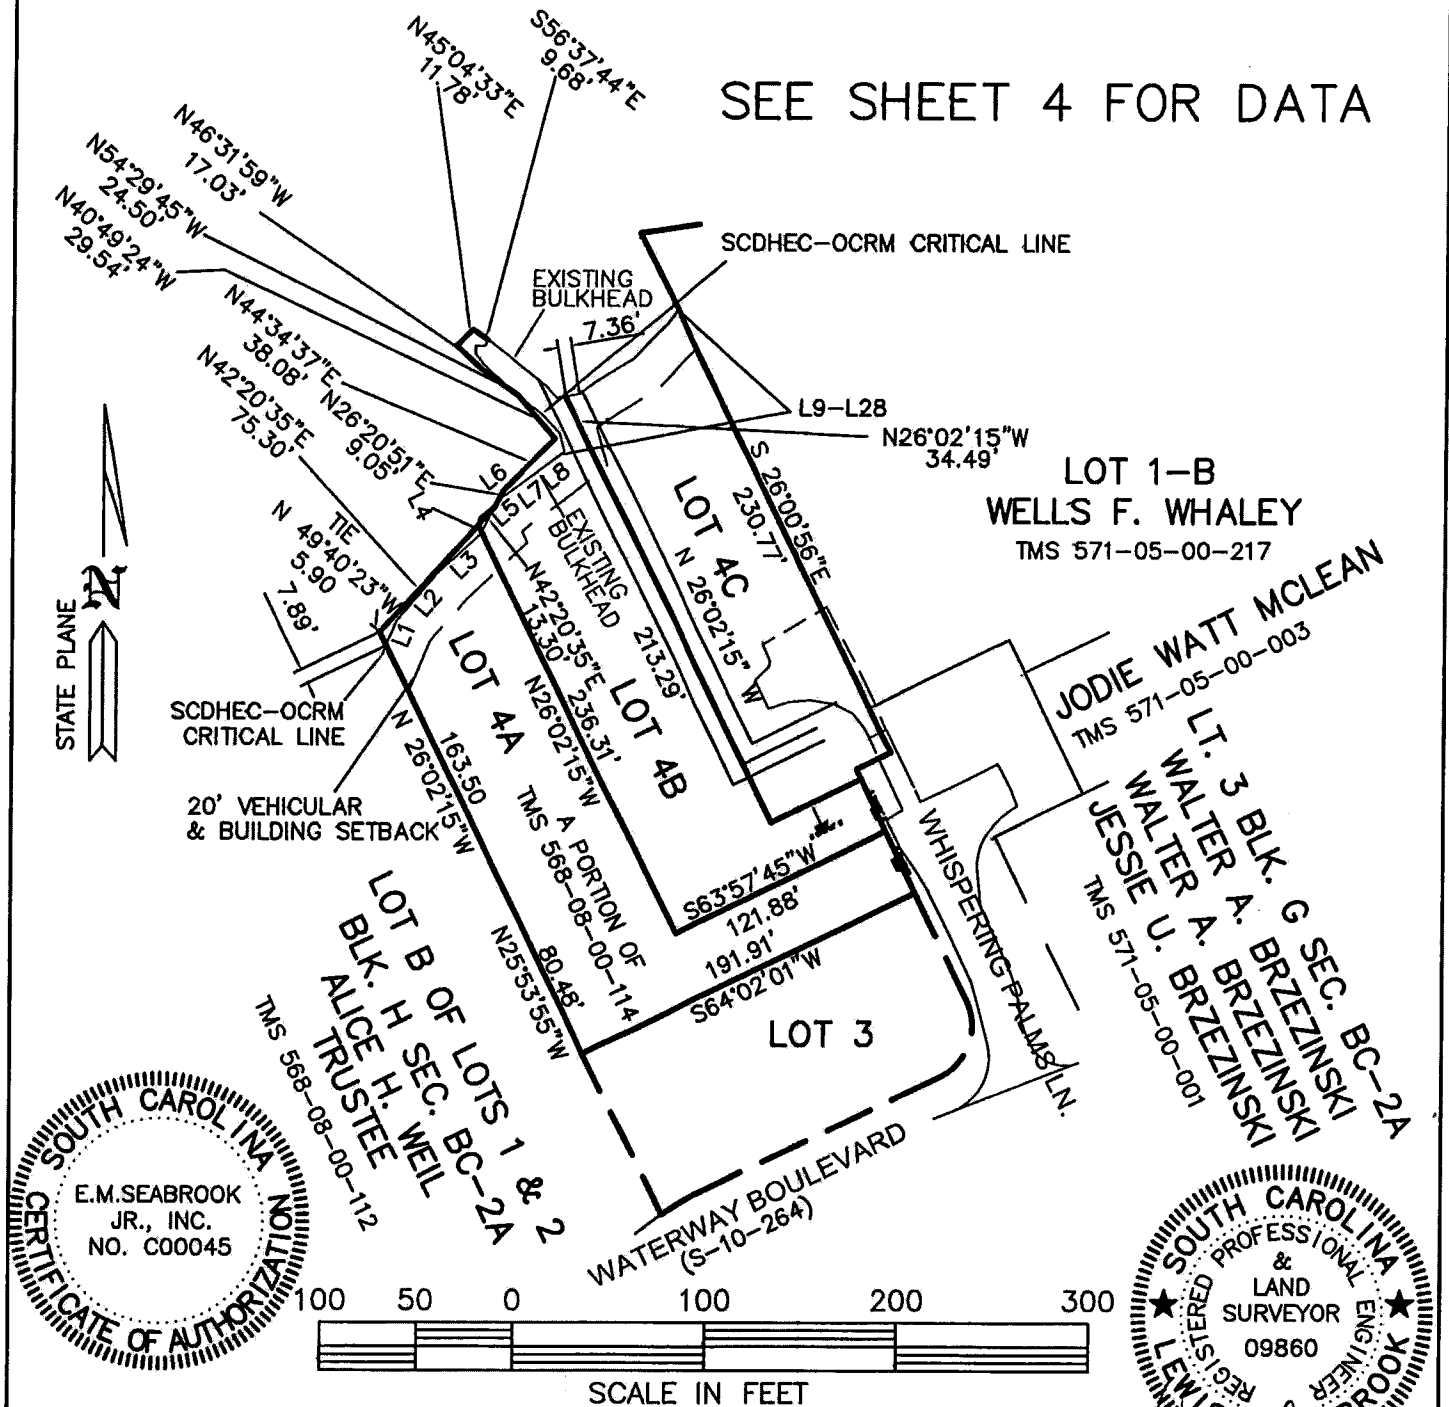 SEE SHEET 4 FOR DATA
N45°04'33"E
11.78'
S56°37'44"E
9.68'
N46°31'59"W
17.03'
N54°29'45"W
24.50'
N40°49'24"W
29.54'
N44°34'37"E
38.08'
N42°20'35"E
75.30'
N26°20'51"E
9.05'
SCDHEC-OCRM CRITICAL LINE
EXISTING
BULKHEAD
7.36'
L9-L28
N26°02'15"W
34.49'
LOT 1-B
WELLS F. WHALEY
TMS 571-05-00-217
S 26°00'56"E
230.77'
LOT 4C
N 26°02'15" W
213.29'
L6
L4
L5
L7
L8
L3
L2
L1
EXISTING
BULKHEAD
TIE
N 49°40'23"W
5.90
7.89'
STATE PLANE
N
SCDHEC-OCRM
CRITICAL LINE
20' VEHICULAR
& BUILDING SETBACK
LOT 4A
N42°20'35"E
13.30'
LOT 4B
236.31'
N26°02'15"W
163.50
N 26°02'15"W
A PORTION OF
TMS 568-08-00-114
JODIE WATT MCLEAN
TMS 571-05-00-003
LT. 3 BLK. G SEC. BC-2A
WALTER A. BRZEZINSKI
WALTER A. BRZEZINSKI
JESSIE U. BRZEZINSKI
TMS 571-05-00-001
WHISPERING PALMS LN.
S63°57'45"W
121.88'
191.91'
S64°02'01"W
80.48'
N25°53'55"W
LOT 3
LOT B OF LOTS 1 & 2
BLK. H SEC. BC-2A
ALICE H. WEIL
TRUSTEE
TMS 568-08-00-112
WATERWAY BOULEVARD
(S-10-264)
SOUTH CAROLINA
CERTIFICATE OF AUTHORIZATION
E.M.SEABROOK
JR., INC.
NO. C00045
100 50 0 100 200 300
SCALE IN FEET
SOUTH CAROLINA
REGISTERED PROFESSIONAL ENGINEER
&
LAND
SURVEYOR
09860